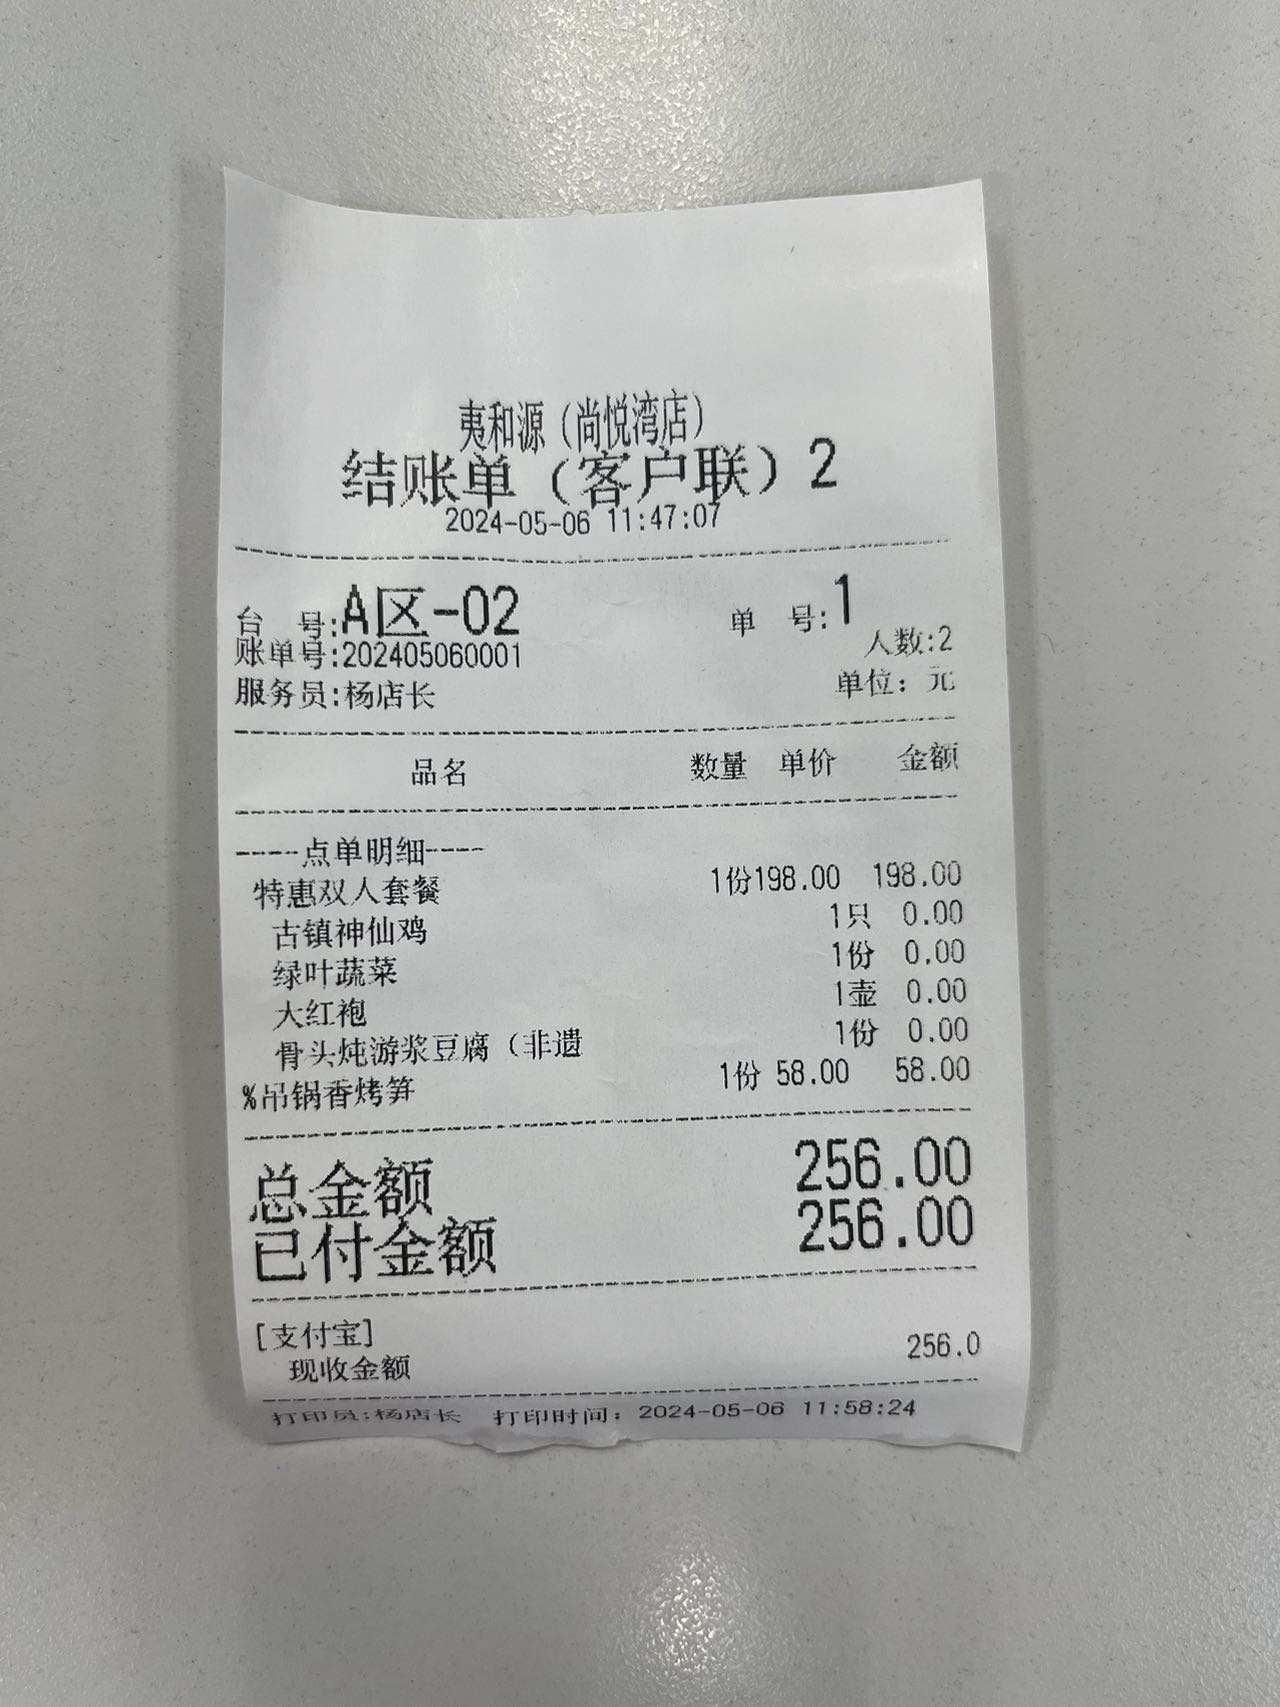 夷和源（尚悦湾店）
结账单（客户联）2
2024-05-06 11:47:07
台 号:A区-02 单 号:1
账单号:202405060001 人数:2
服务员:杨店长 单位：元
品名 数量 单价 金额
----点单明细----
特惠双人套餐 1份198.00 198.00
古镇神仙鸡 1只 0.00
绿叶蔬菜 1份 0.00
大红袍 1壶 0.00
骨头炖游浆豆腐（非遗 1份 0.00
%吊锅香烤笋 1份 58.00 58.00
总金额 256.00
已付金额 256.00
[支付宝]
现收金额 256.0
打印员:杨店长 打印时间：2024-05-06 11:58:24